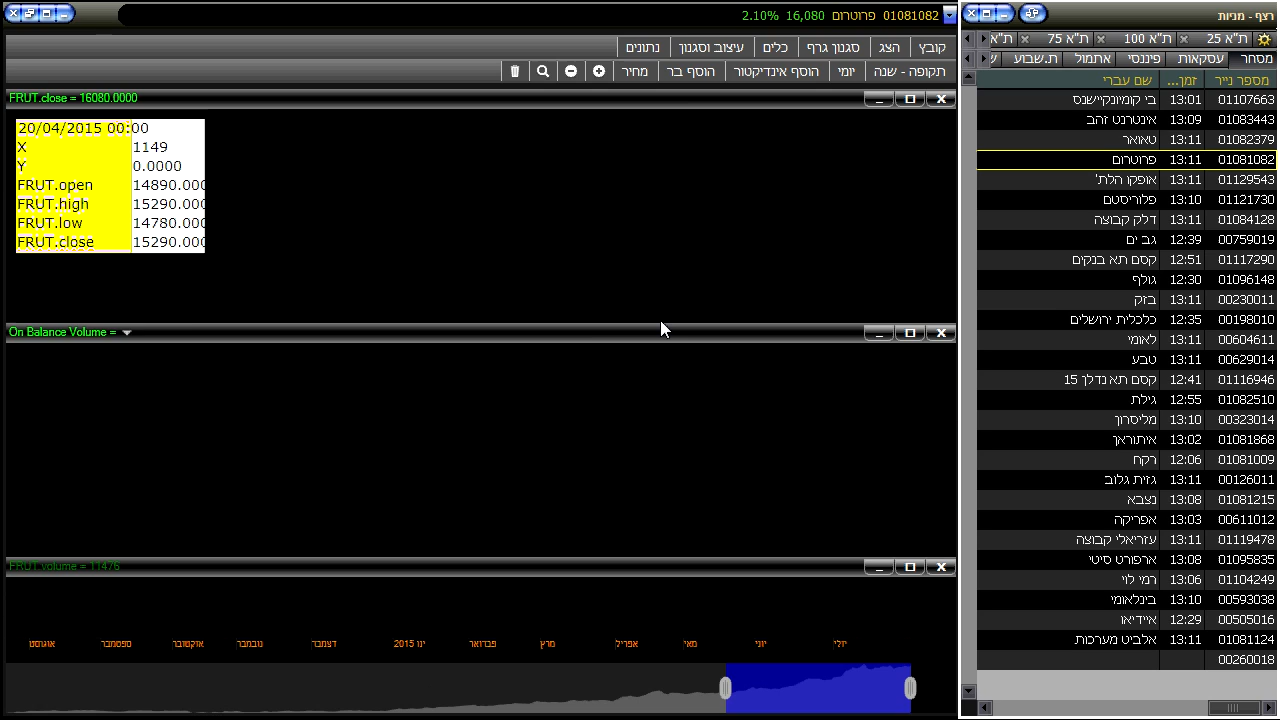 01081082 פרוטרום 16,080 2.10%
קובץ הצג סגנון גרף כלים עיצוב וסגנון נתונים
תקופה - שנה יומי הוסף אינדיקטור הוסף בר מחיר
FRUT.close = 16080.0000
20/04/2015 00:00
X 1149
Y 0.0000
FRUT.open 14890.000
FRUT.high 15290.000
FRUT.low 14780.000
FRUT.close 15290.000
On Balance Volume =
FRUT.volume = 11476
אוגוסט ספטמבר אוקטובר נובמבר דצמבר ינו 2015 פברואר מרץ אפריל מאי יוני יולי
רצף - מניות
ת"א 25 ת"א 100 ת"א 75 ת"א
מסחר עסקאות פיננסי אתמול ת.שבוע
מספר נייר זמן... שם עברי
01107663 13:01 בי קומיונקיישנס
01083443 13:09 אינטרנט זהב
01082379 13:11 טאואר
01081082 13:11 פרוטרום
01129543 13:11 אופקו הלת'
01121730 13:10 פלוריסטם
01084128 13:11 דלק קבוצה
00759019 12:39 גב ים
01117290 12:51 קסם תא בנקים
01096148 12:30 גולף
00230011 13:11 בזק
00198010 12:35 כלכלית ירושלים
00604611 13:11 לאומי
00629014 13:11 טבע
01116946 12:41 קסם תא נדלן 15
01082510 12:55 גילת
00323014 13:10 מליסרון
01081868 13:02 איתוראן
01081009 12:06 רקח
00126011 13:11 גזית גלוב
01081215 13:08 נצבא
00611012 13:03 אפריקה
01119478 13:11 עזריאלי קבוצה
01095835 13:08 ארפורט סיטי
01104249 13:06 רמי לוי
00593038 13:10 בינלאומי
00505016 12:29 איידיאו
01081124 13:11 אלביט מערכות
00260018